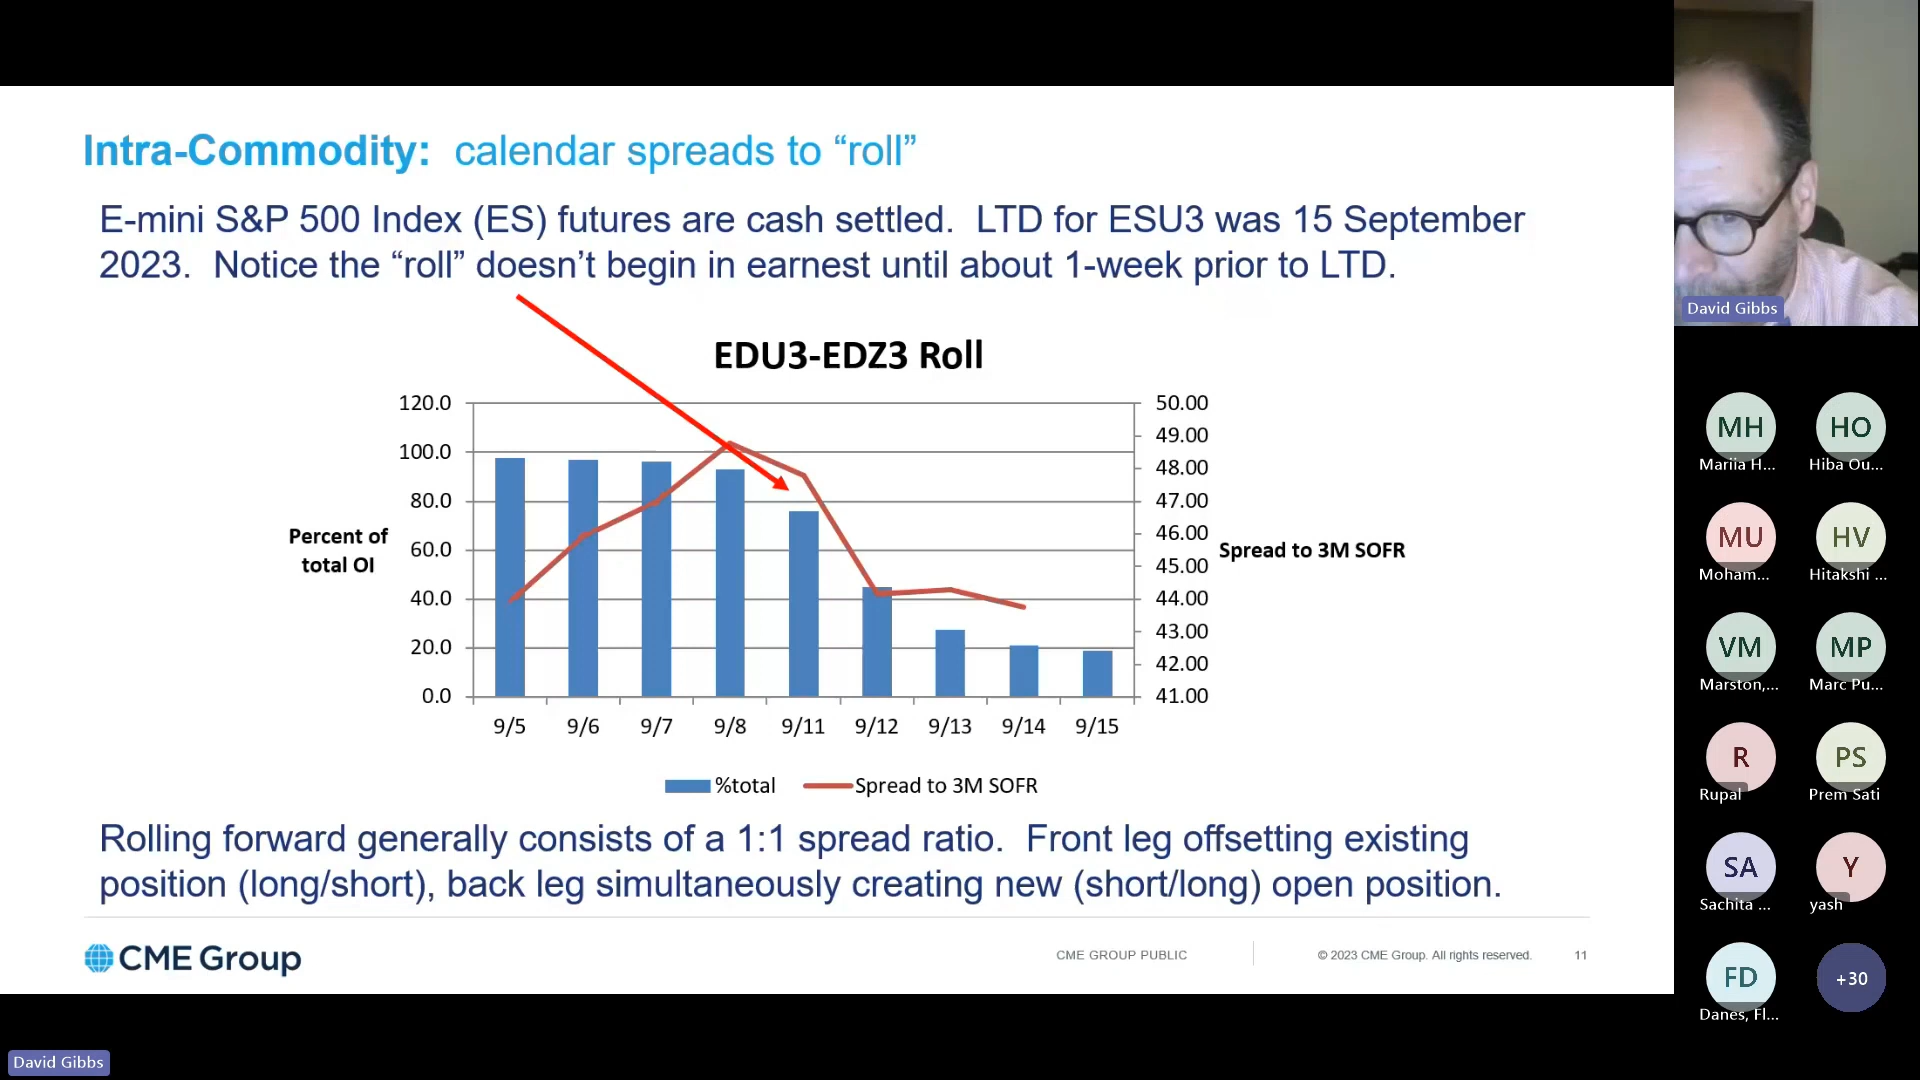 Intra-Commodity: calendar spreads to “roll”
E-mini S&P 500 Index (ES) futures are cash settled. LTD for ESU3 was 15 September
2023. Notice the “roll” doesn’t begin in earnest until about 1-week prior to LTD.
EDU3-EDZ3 Roll
120.0
100.0
80.0
60.0
40.0
20.0
0.0
Percent of
total OI
50.00
49.00
48.00
47.00
46.00
45.00
44.00
43.00
42.00
41.00
Spread to 3M SOFR
9/5 9/6 9/7 9/8 9/11 9/12 9/13 9/14 9/15
%total Spread to 3M SOFR
Rolling forward generally consists of a 1:1 spread ratio. Front leg offsetting existing
position (long/short), back leg simultaneously creating new (short/long) open position.
CME Group
CME GROUP PUBLIC
© 2023 CME Group. All rights reserved.
11
David Gibbs
MH HO
Mariia H... Hiba Ou...
MU HV
Moham... Hitakshi ...
VM MP
Marston,... Marc Pu...
R PS
Rupal Prem Sati
SA Y
Sachita ... yash
FD +30
Danes, Fl...
David Gibbs